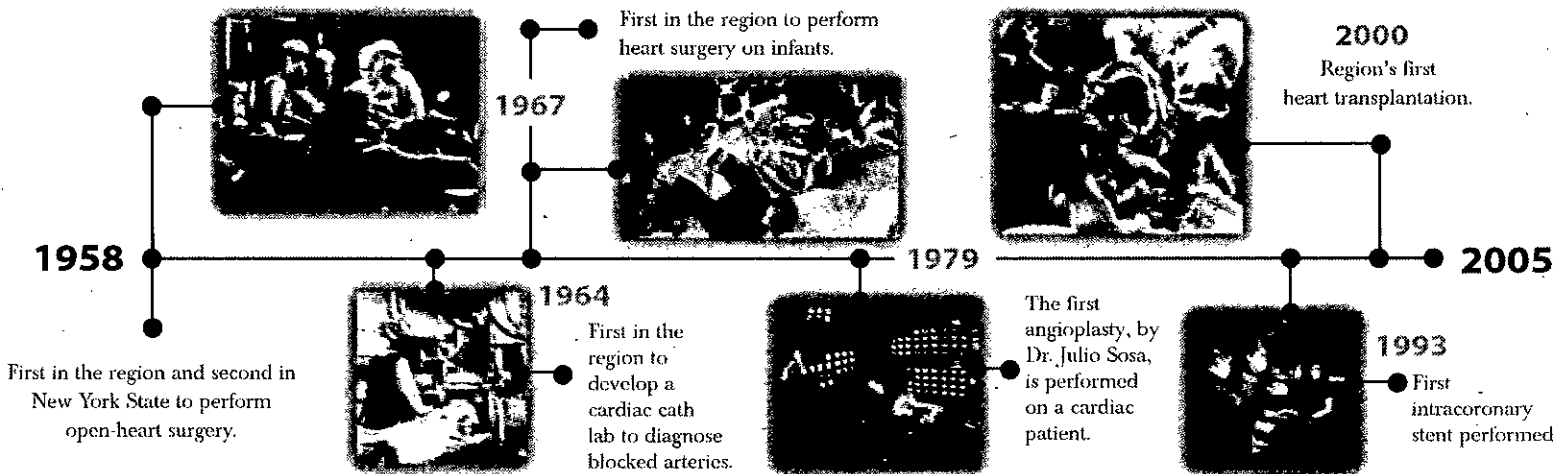 1958
First in the region and second in
New York State to perform
open-heart surgery.
1964
First in the
region to
develop a
cardiac cath
lab to diagnose
blocked arteries.
1967
First in the region to perform
heart surgery on infants.
1979
The first
angioplasty, by
Dr. Julio Sosa,
is performed
on a cardiac
patient.
1993
First
intracoronary
stent performed
2000
Region's first
heart transplantation.
2005